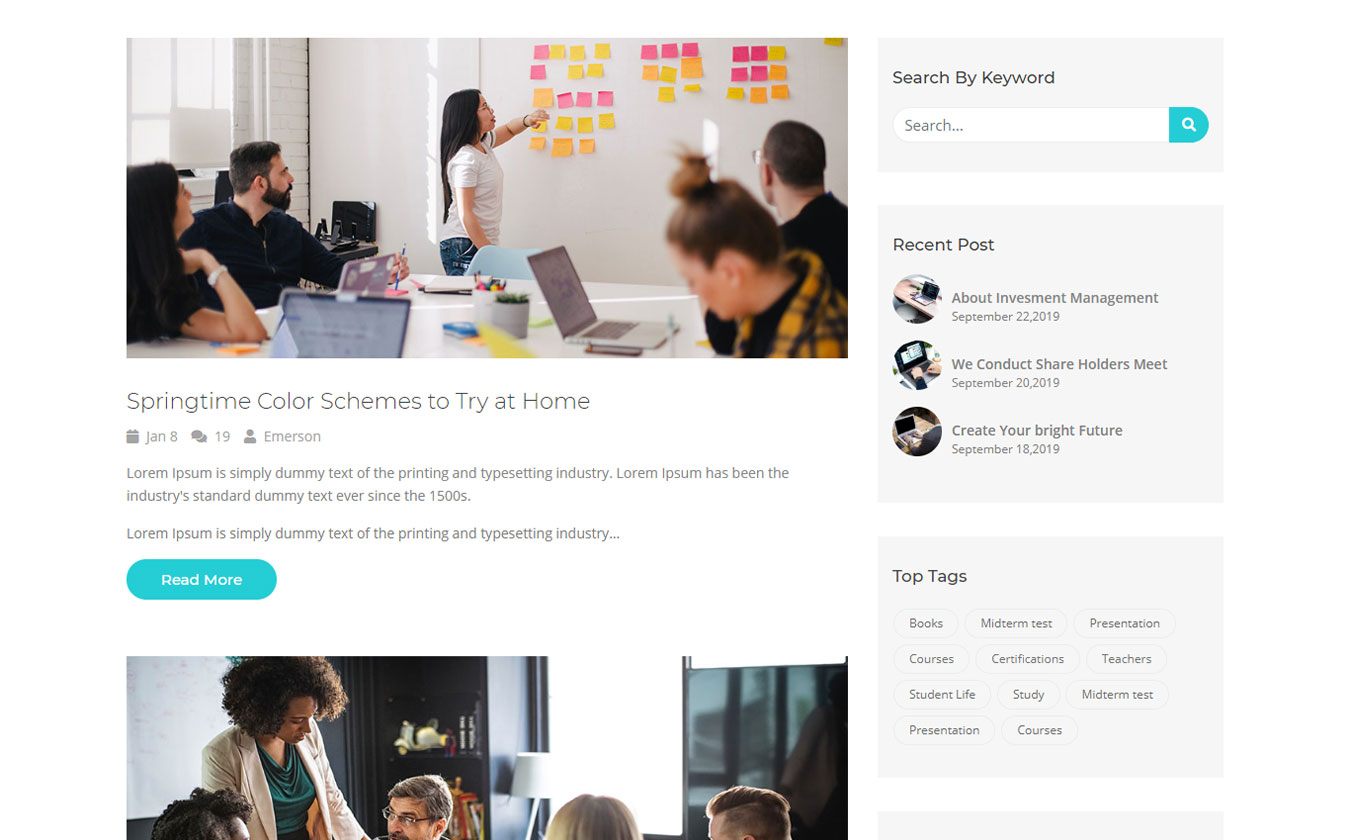 Springtime Color Schemes to Try at Home
Jan 8 19 Emerson
Lorem Ipsum is simply dummy text of the printing and typesetting industry. Lorem Ipsum has been the
industry's standard dummy text ever since the 1500s.
Lorem Ipsum is simply dummy text of the printing and typesetting industry...
Read More
Search By Keyword
Search...
Recent Post
About Invesment Management
September 22,2019
We Conduct Share Holders Meet
September 20,2019
Create Your bright Future
September 18,2019
Top Tags
Books Midterm test Presentation
Courses Certifications Teachers
Student Life Study Midterm test
Presentation Courses